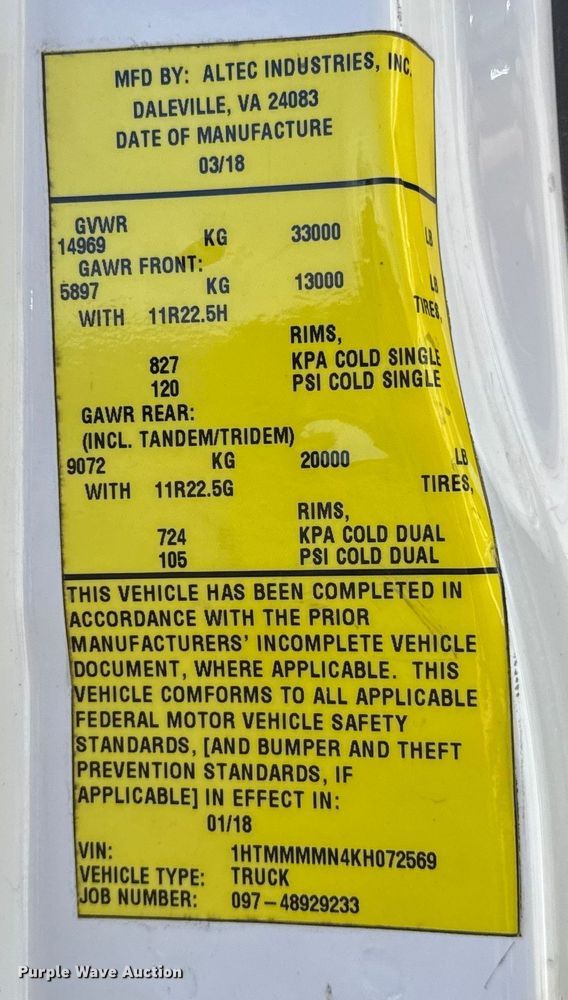 MFD BY: ALTEC INDUSTRIES, INC.
DALEVILLE, VA 24083
DATE OF MANUFACTURE
03/18
GVWR
14969 KG 33000 LB
GAWR FRONT:
5897 KG 13000 LB
WITH 11R22.5H TIRES,
RIMS,
827 KPA COLD SINGLE
120 PSI COLD SINGLE
GAWR REAR:
(INCL. TANDEM/TRIDEM)
9072 KG 20000 LB
WITH 11R22.5G TIRES,
RIMS,
724 KPA COLD DUAL
105 PSI COLD DUAL
THIS VEHICLE HAS BEEN COMPLETED IN
ACCORDANCE WITH THE PRIOR
MANUFACTURERS' INCOMPLETE VEHICLE
DOCUMENT, WHERE APPLICABLE. THIS
VEHICLE COMFORMS TO ALL APPLICABLE
FEDERAL MOTOR VEHICLE SAFETY
STANDARDS, [AND BUMPER AND THEFT
PREVENTION STANDARDS, IF
APPLICABLE] IN EFFECT IN:
01/18
VIN: 1HTMMMMN4KH072569
VEHICLE TYPE: TRUCK
JOB NUMBER: 097-48929233
Purple Wave Auction